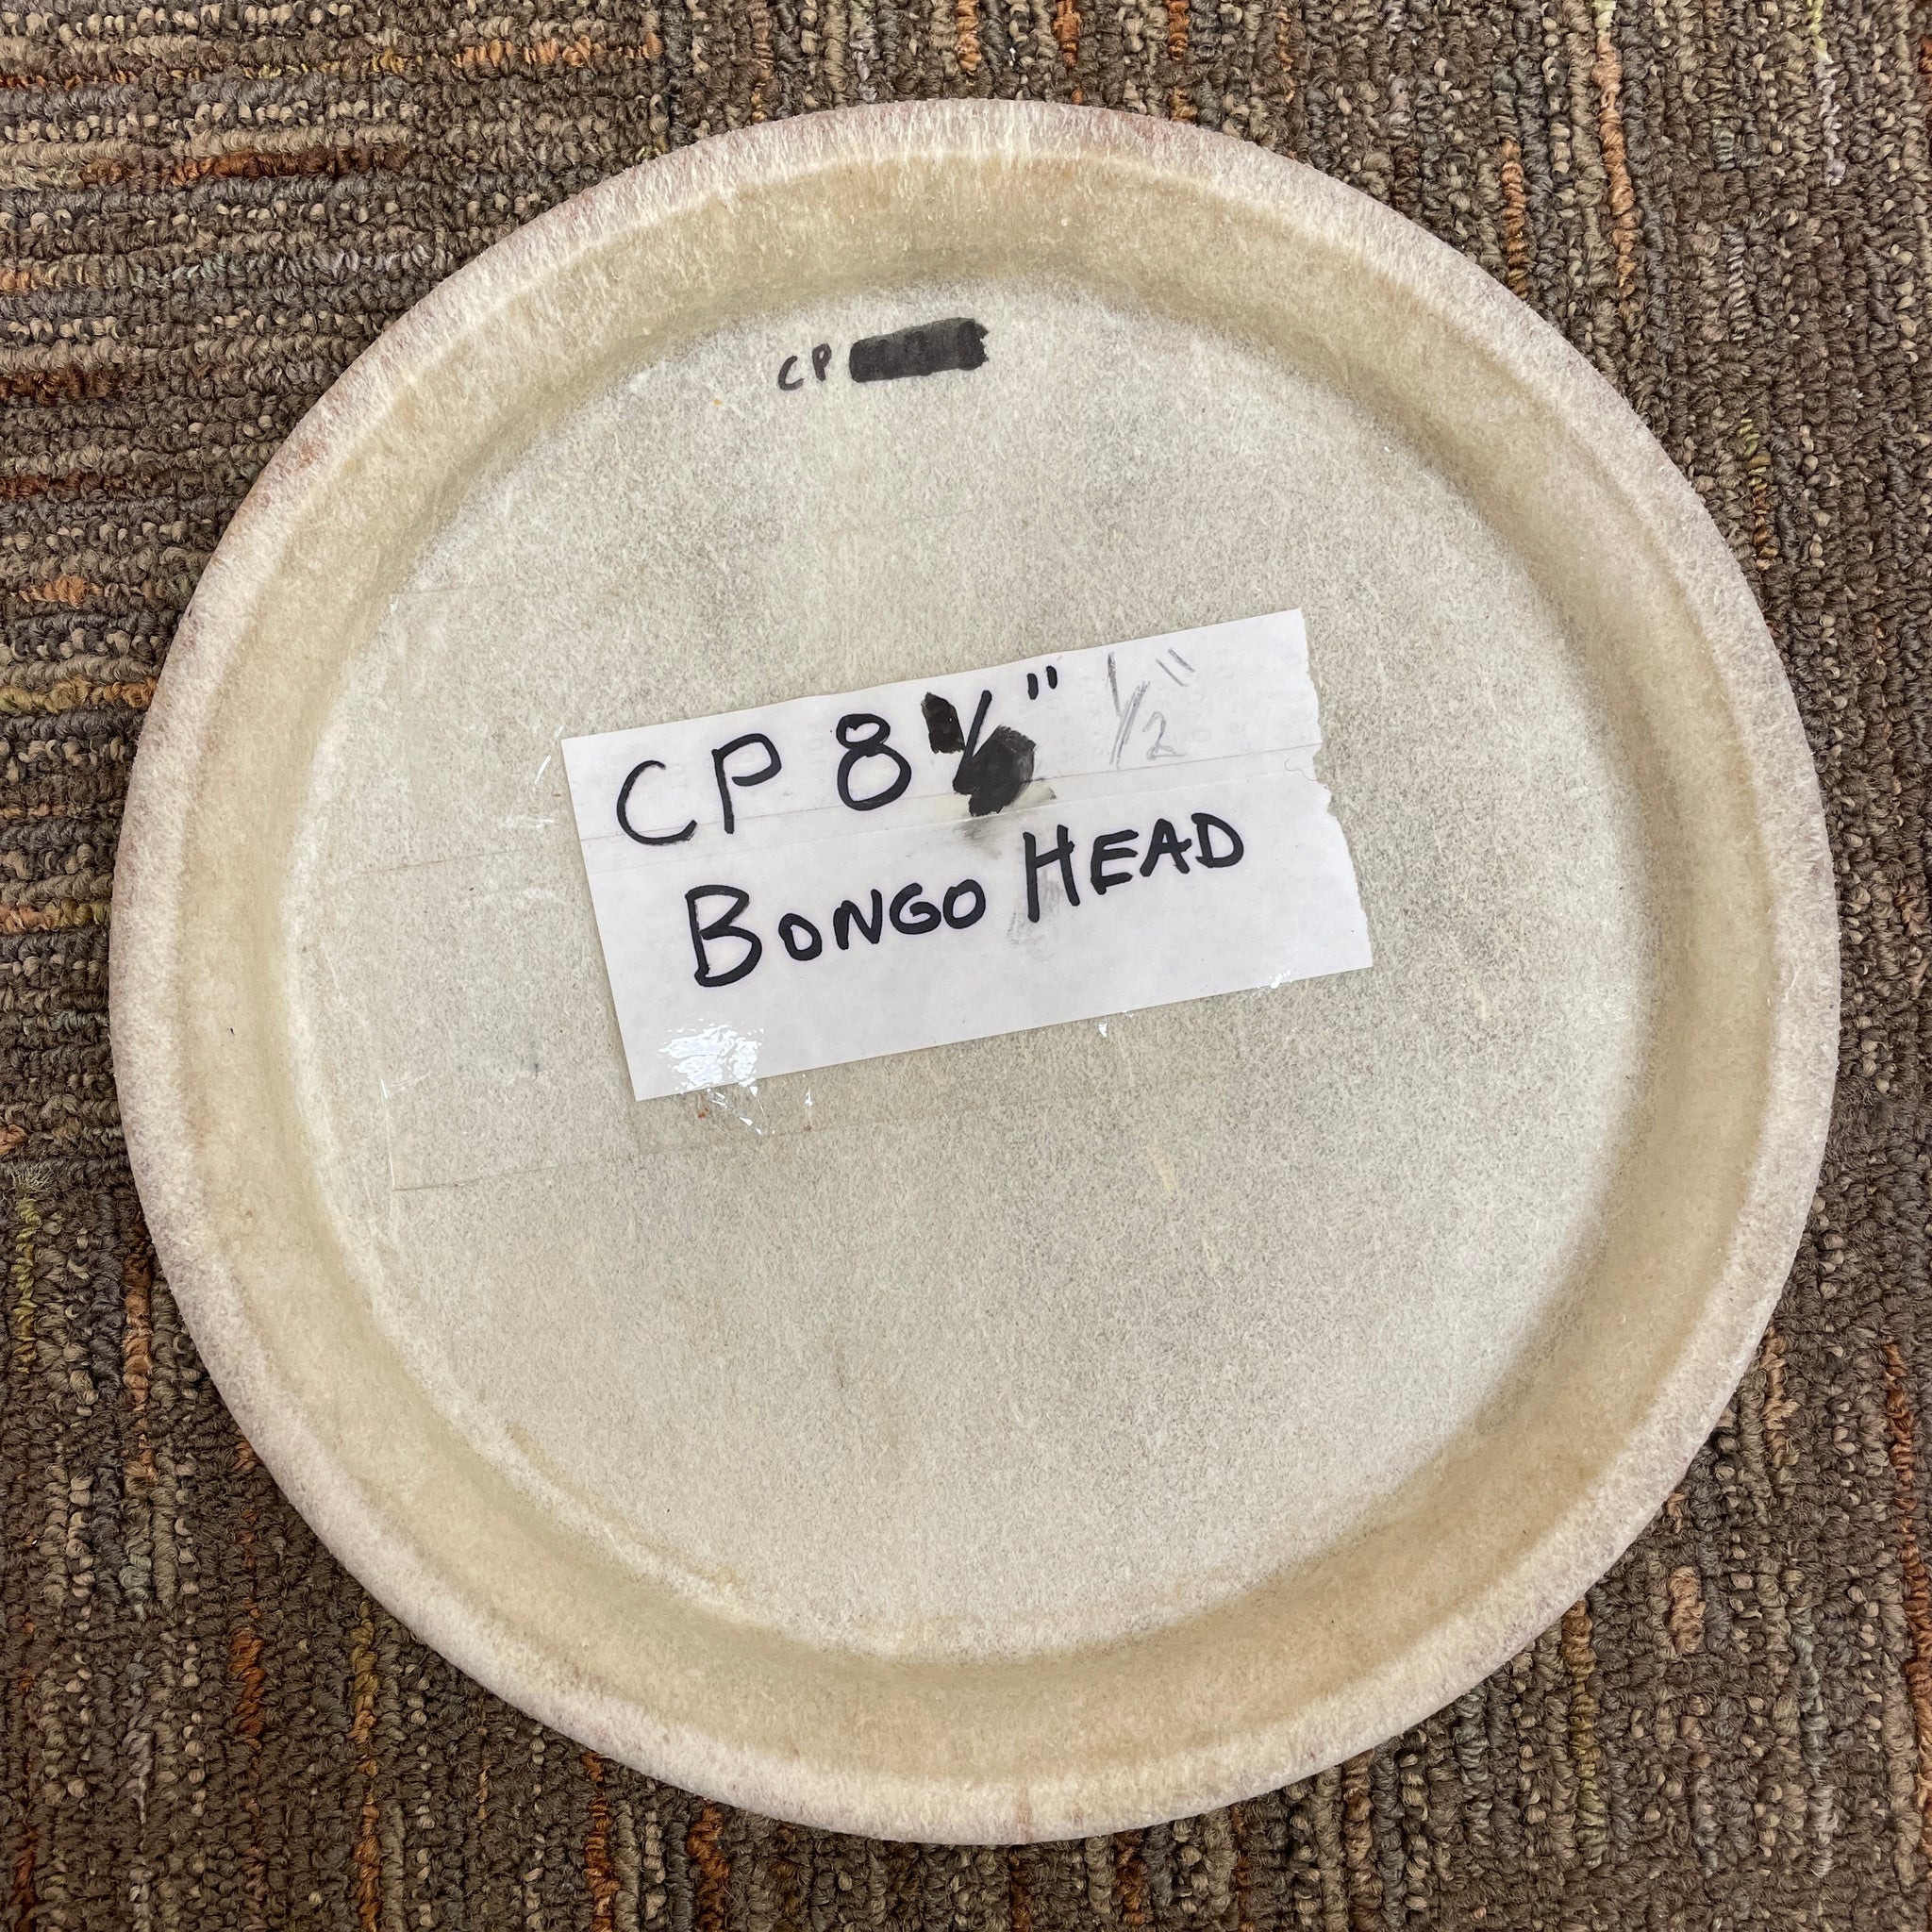 CP
CP 8 " 1/2"
BONGO HEAD